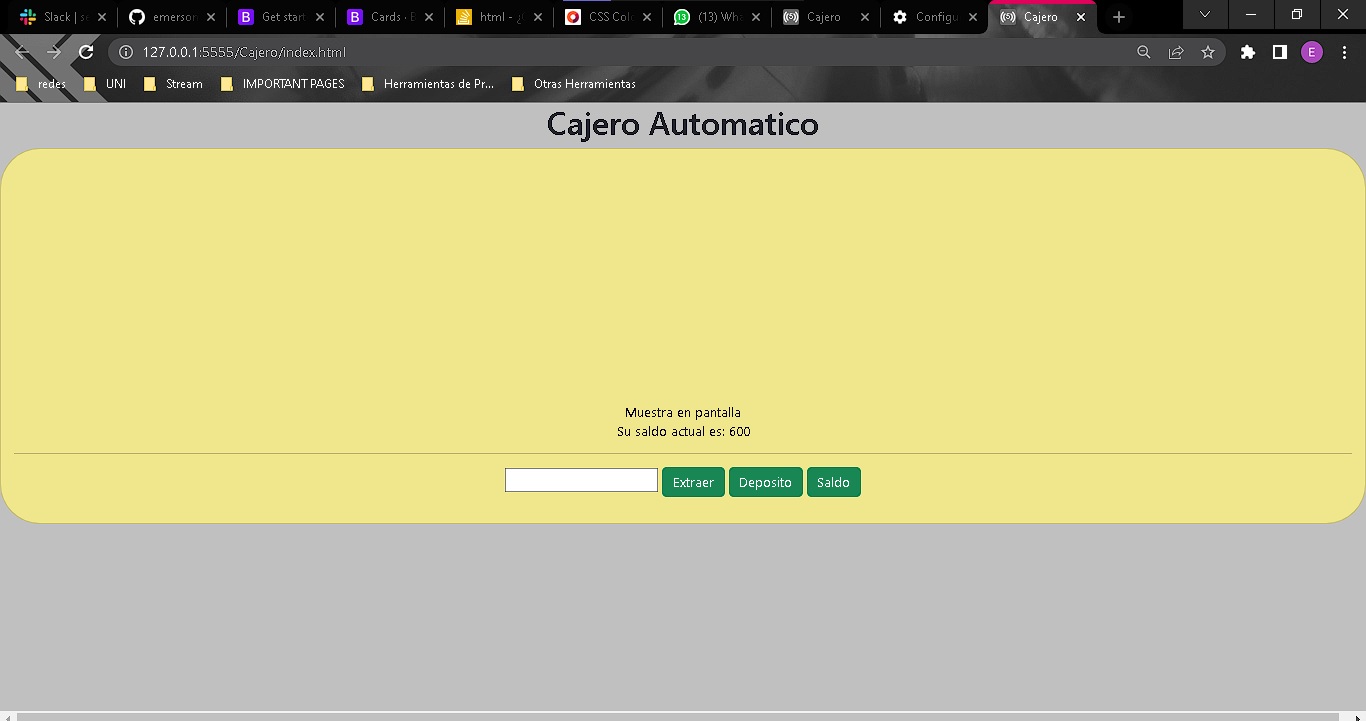 Slack | se
emerson
Get start
Cards · B
html - ¿
CSS Colo
13 (13) Wha
Cajero
Configu
Cajero
127.0.0.1:5555/Cajero/index.html
E
redes UNI Stream IMPORTANT PAGES Herramientas de Pr... Otras Herramientas
Cajero Automatico
Muestra en pantalla
Su saldo actual es: 600
Extraer Deposito Saldo